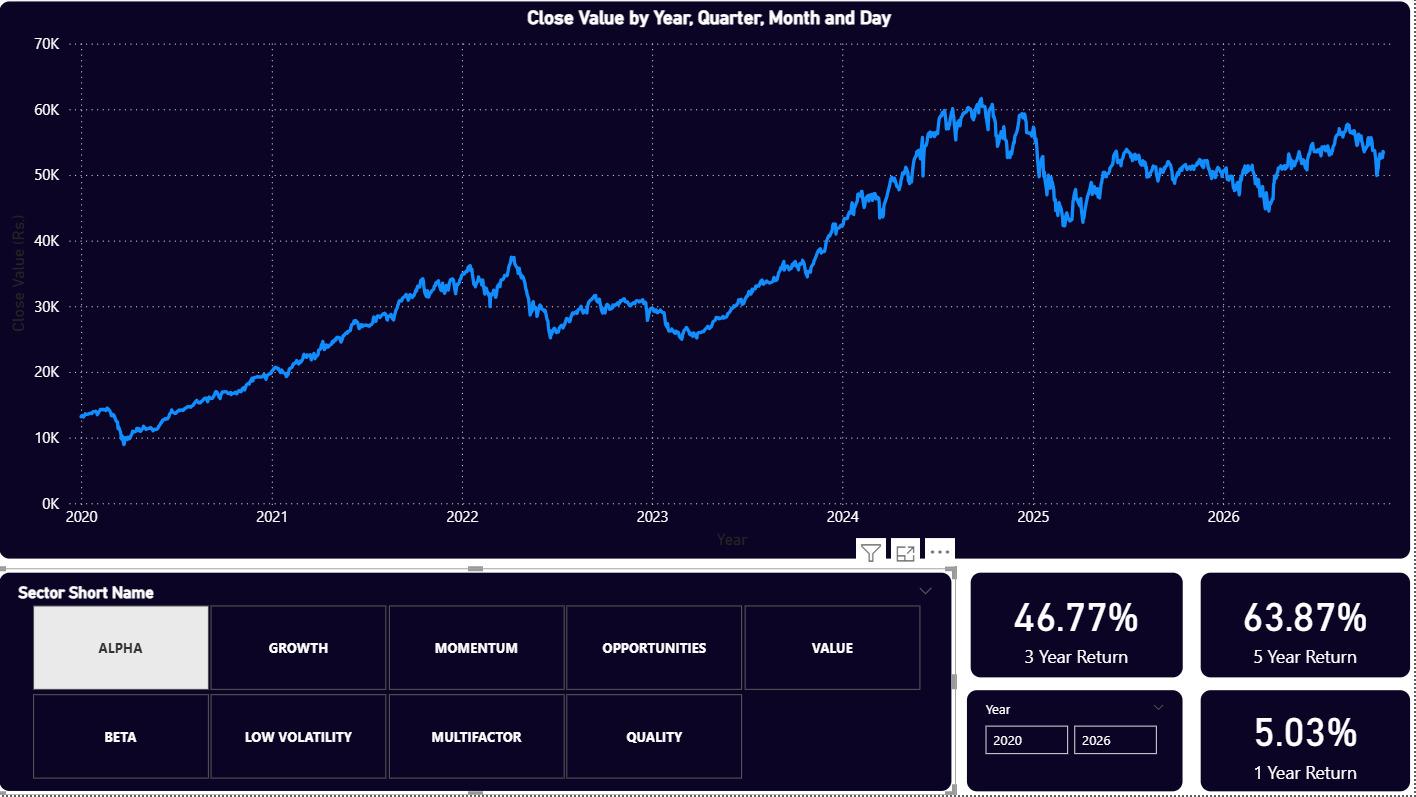 Close Value by Year, Quarter, Month and Day
70K
60K
50K
40K
30K
20K
10K
0K
Close Value (Rs.)
2020 2021 2022 2023 2024 2025 2026
Year
Sector Short Name
ALPHA GROWTH MOMENTUM OPPORTUNITIES VALUE
BETA LOW VOLATILITY MULTIFACTOR QUALITY
46.77%
3 Year Return
63.87%
5 Year Return
Year
2020 2026
5.03%
1 Year Return